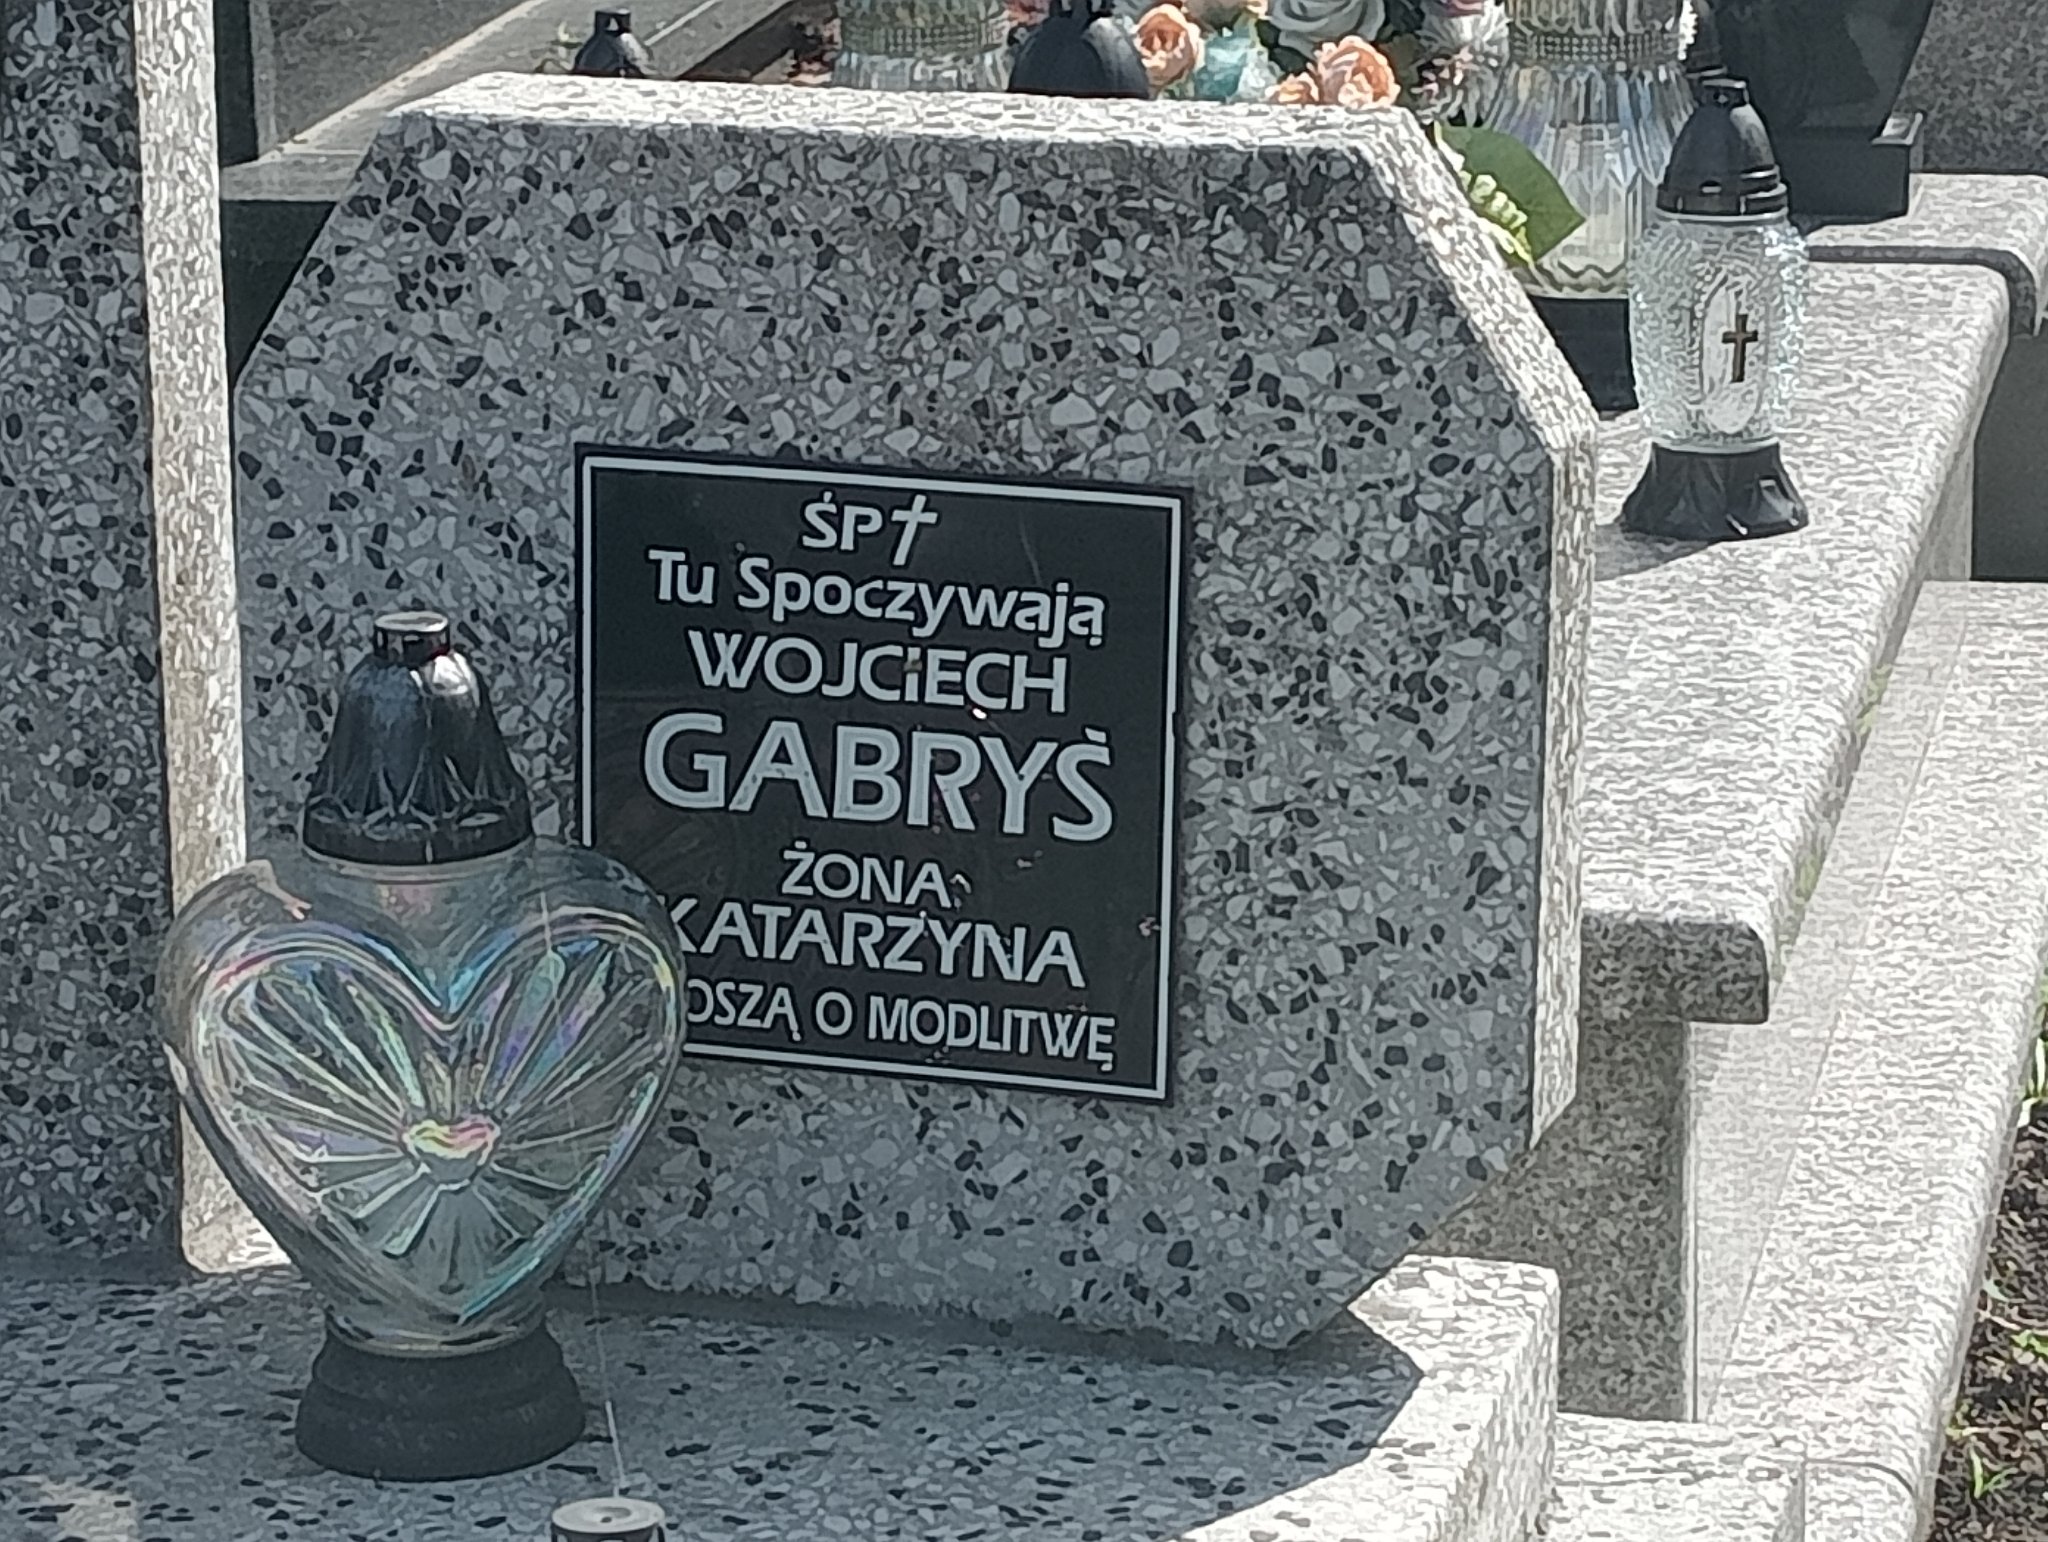 ŚP†
Tu Spoczywają
WOJCIECH
GABRYŚ
ŻONA
KATARZYNA
O MODLITWĘ